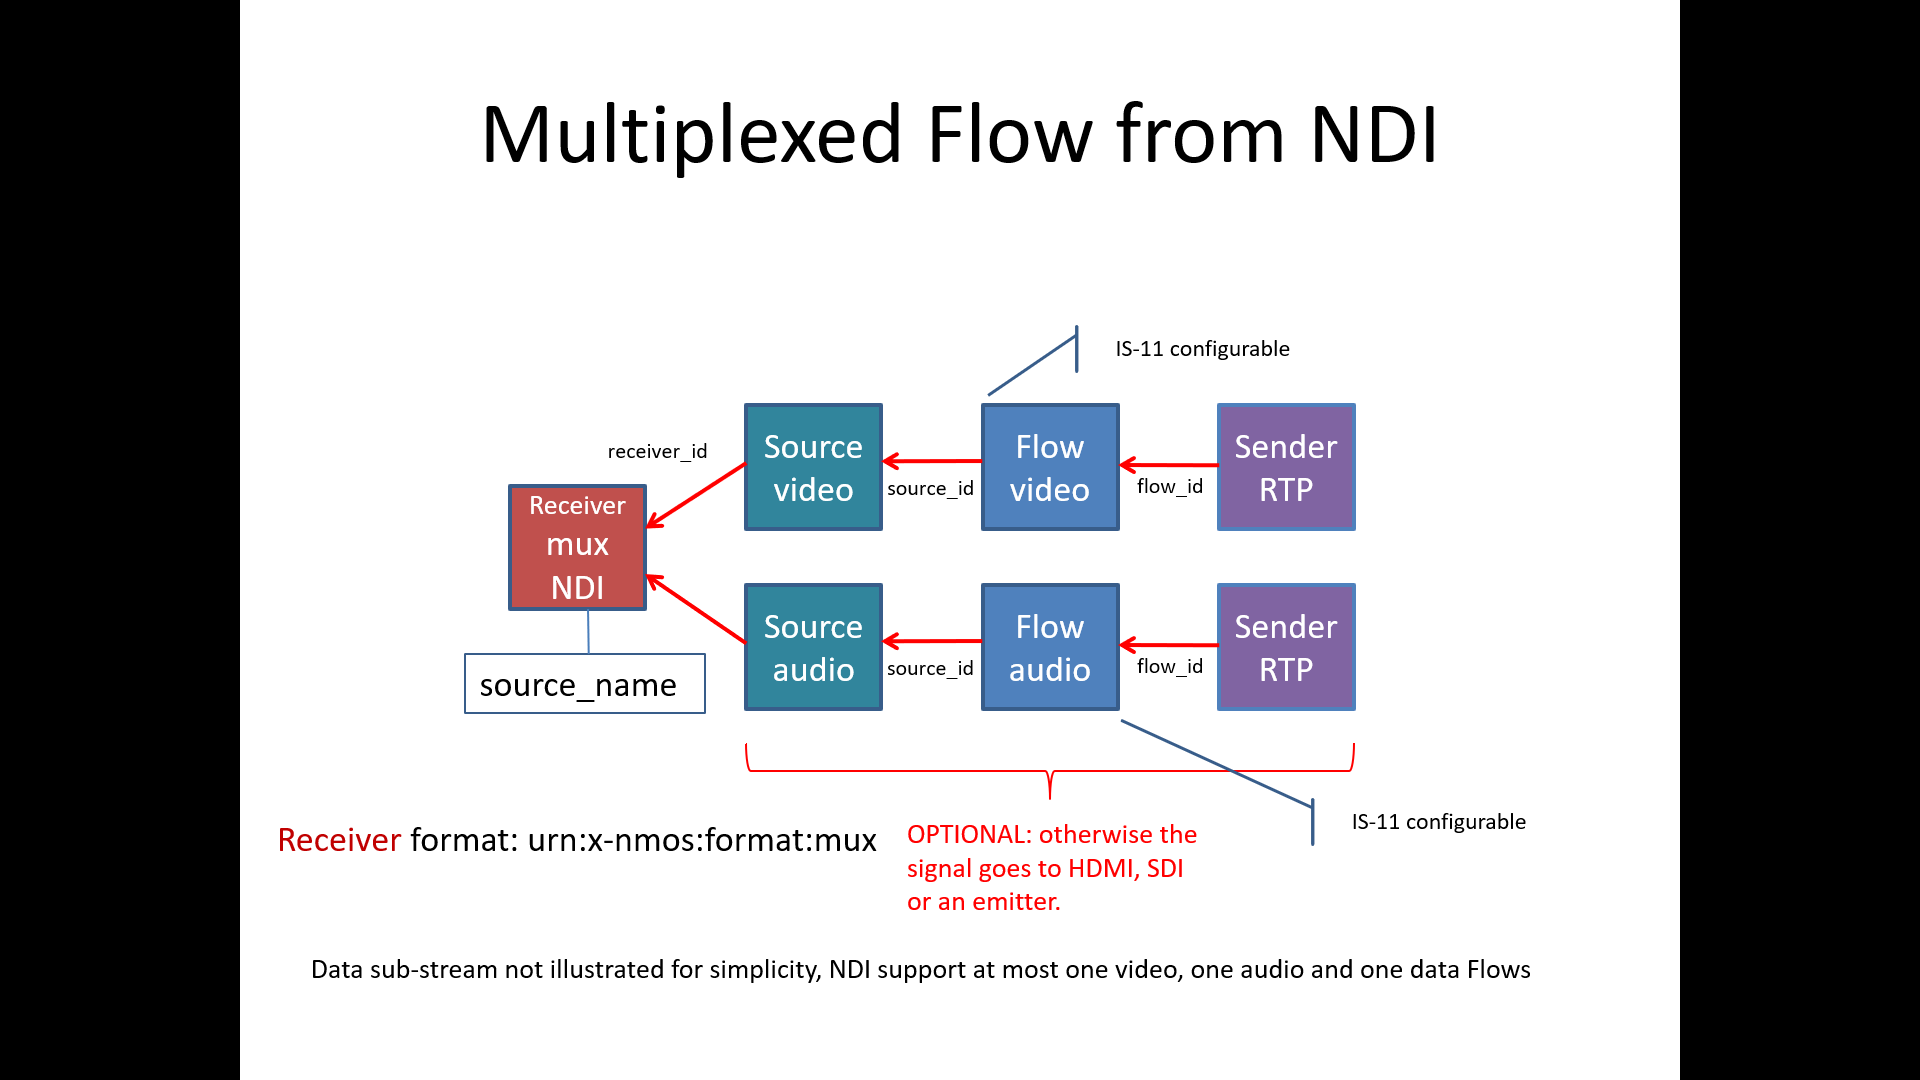 Multiplexed Flow from NDI
IS-11 configurable
receiver_id
Source
video
source_id
Flow
video
flow_id
Sender
RTP
Receiver
mux
NDI
source_name
Source
audio
source_id
Flow
audio
flow_id
Sender
RTP
IS-11 configurable
Receiver format: urn:x-nmos:format:mux
OPTIONAL: otherwise the
signal goes to HDMI, SDI
or an emitter.
Data sub-stream not illustrated for simplicity, NDI support at most one video, one audio and one data Flows